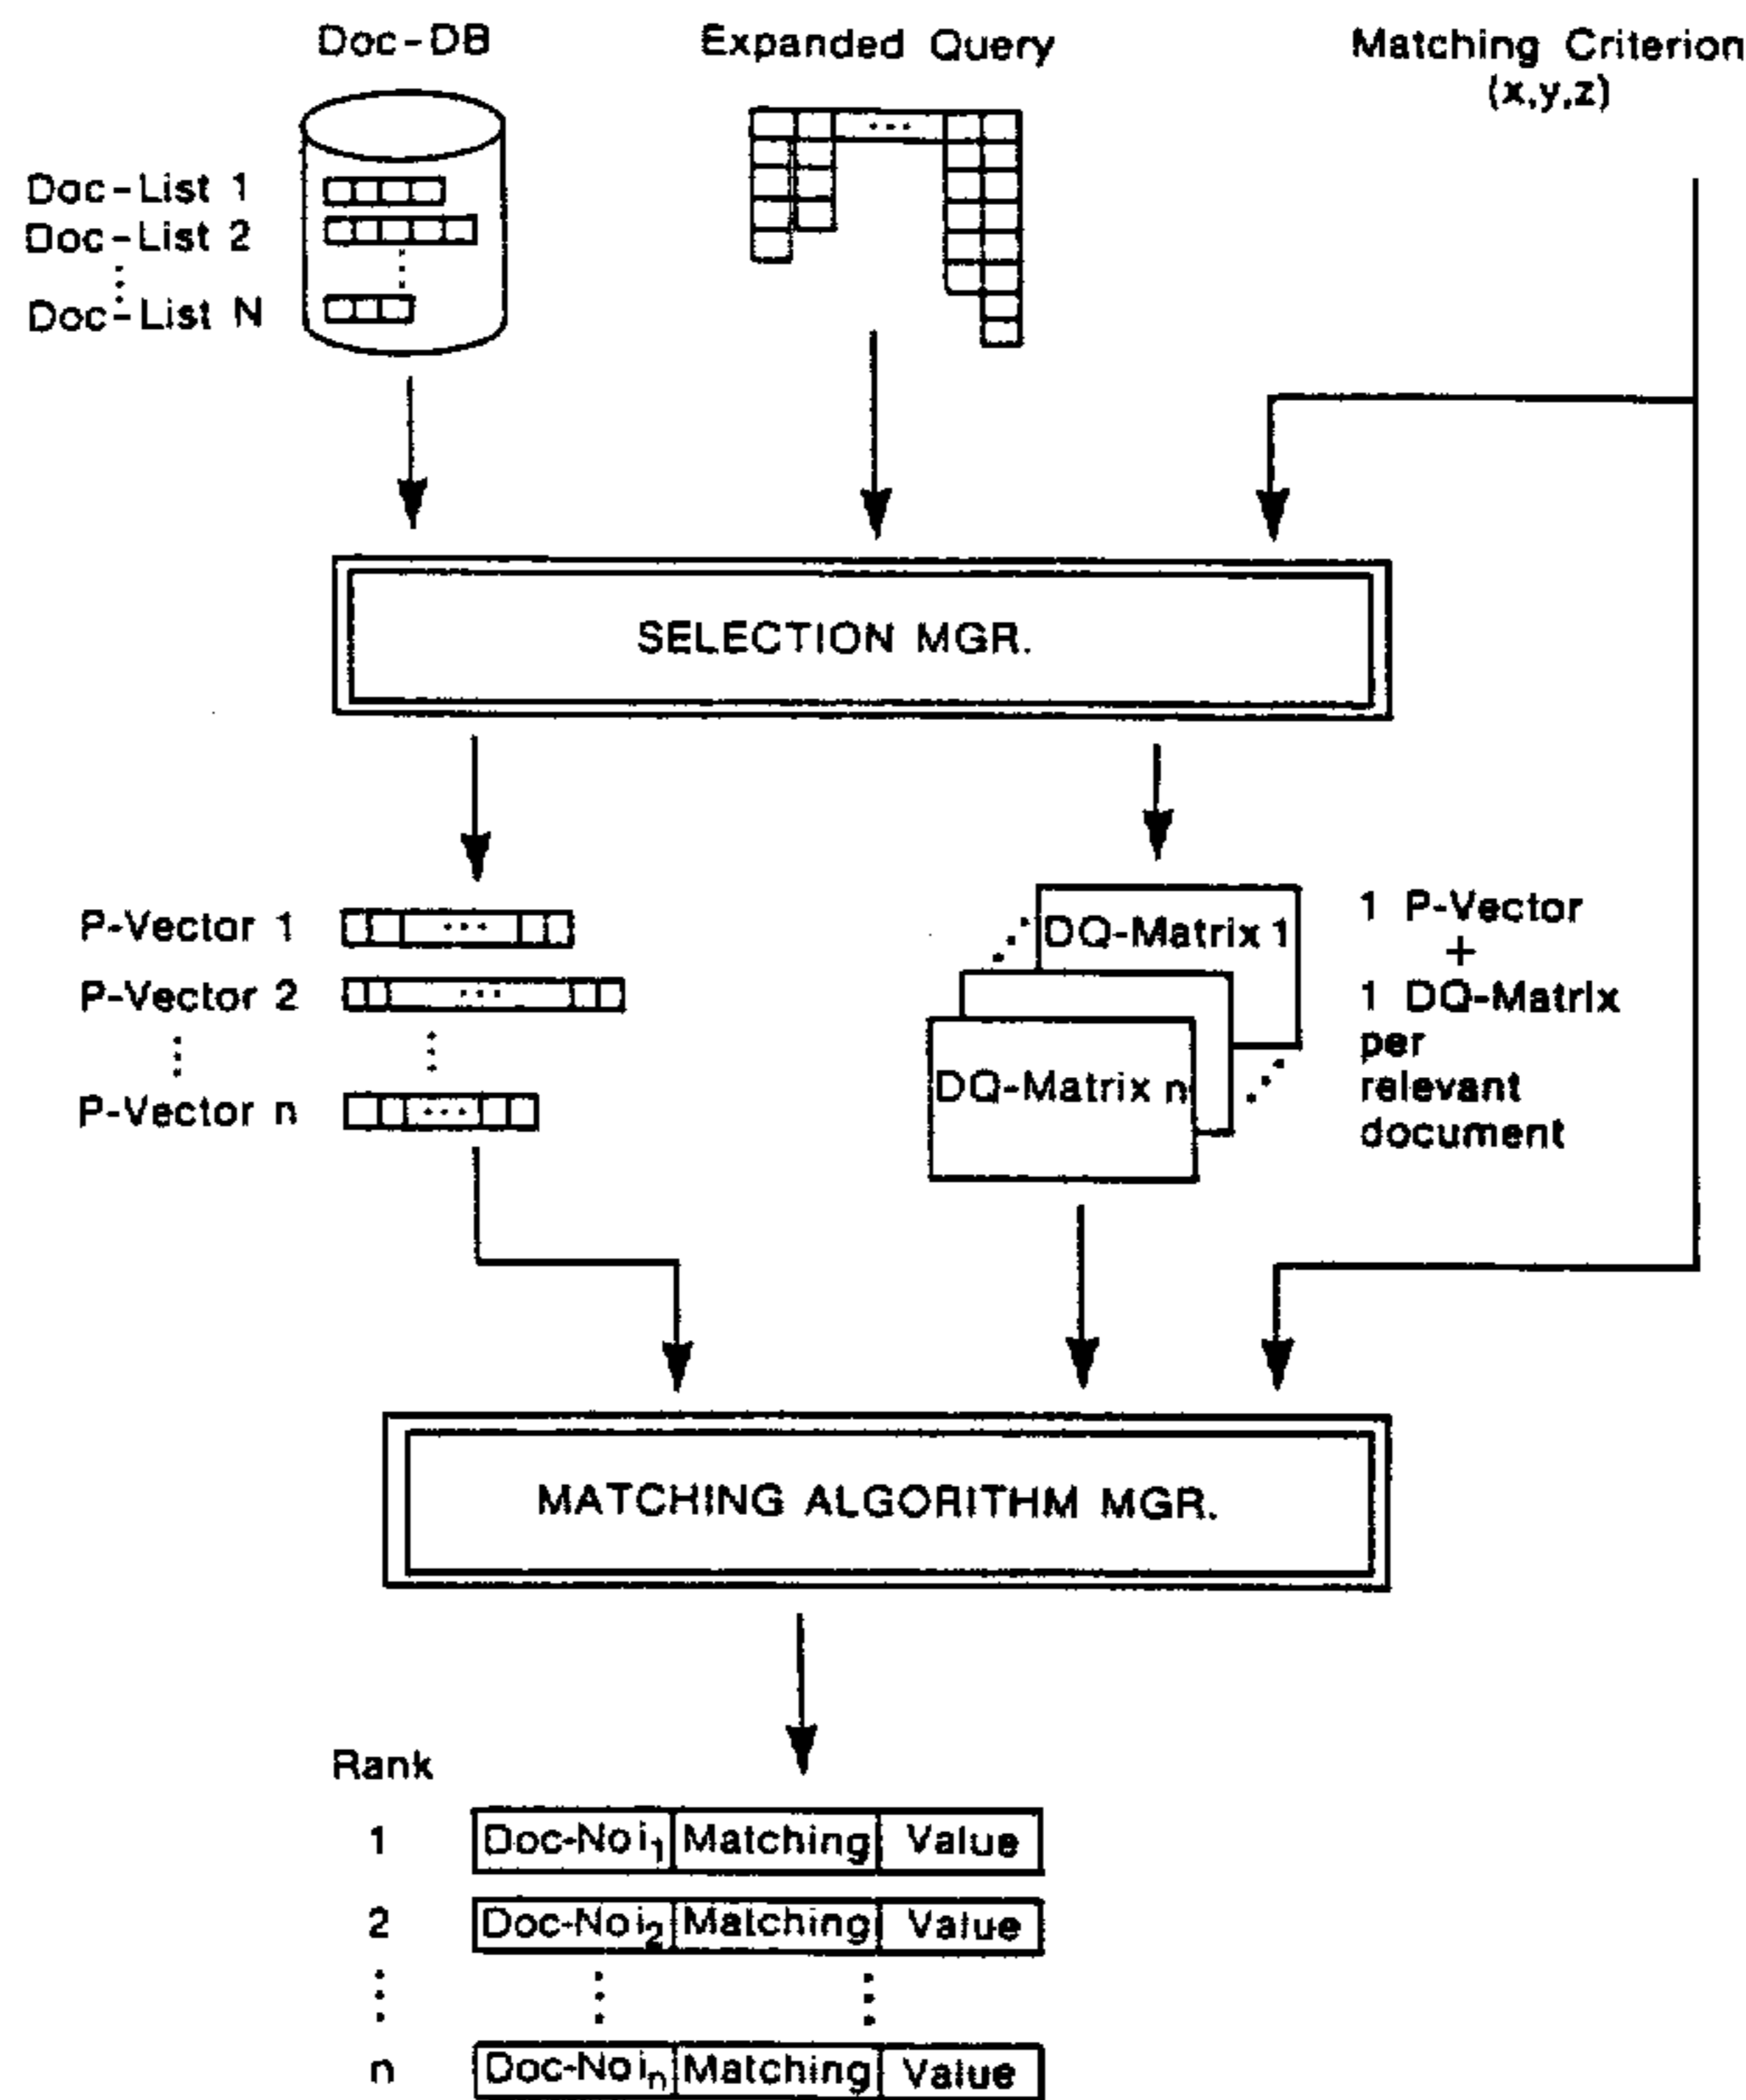 Doc-DB
Expanded Query
Matching Criterion
(x,y,z)
...
Doc-List 1
Doc-List 2
Doc-List N
SELECTION MGR.
P-Vector 1
...
P-Vector 2
...
P-Vector n
...
DQ-Matrix 1
DQ-Matrix n
1 P-Vector
+
1 DQ-Matrix
per
relevant
document
MATCHING ALGORITHM MGR.
Rank
1 Doc-No i₁ Matching Value
2 Doc-No i₂ Matching Value
n Doc-No iₙ Matching Value